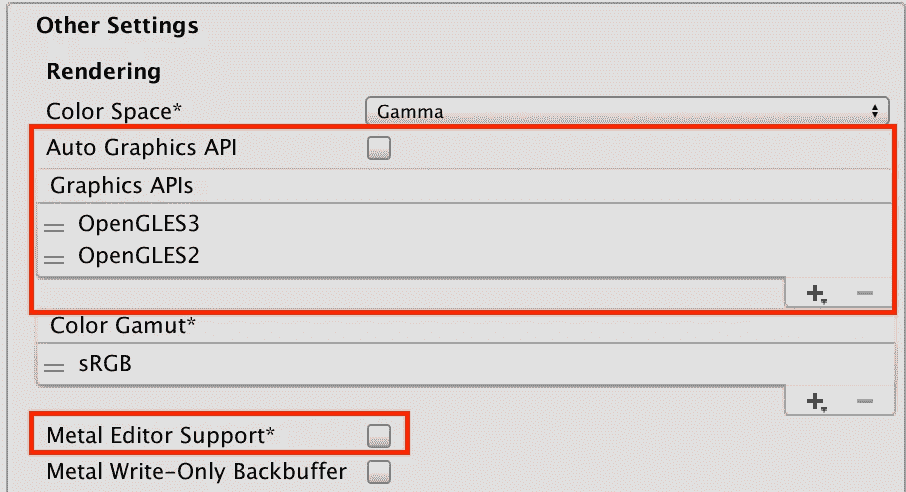 Other Settings
Rendering
Color Space* Gamma
Auto Graphics API
Graphics APIs
OpenGLES3
OpenGLES2
Color Gamut*
sRGB
Metal Editor Support*
Metal Write-Only Backbuffer